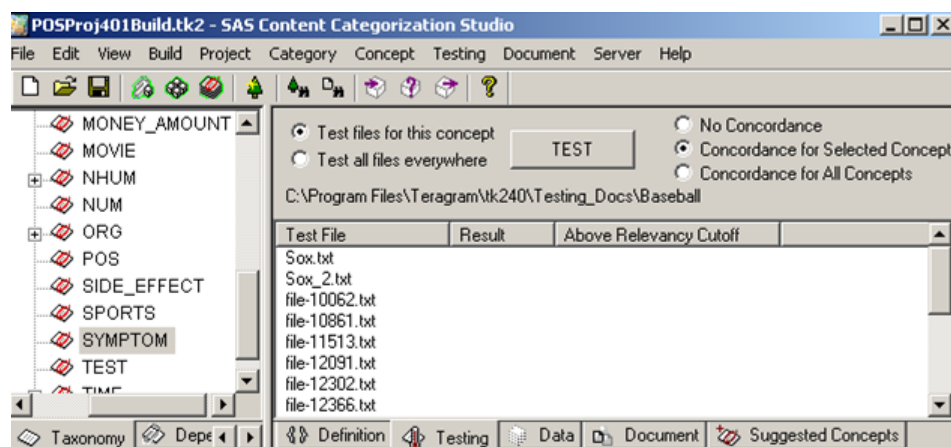 POSProj401Build.tk2 - SAS Content Categorization Studio
File Edit View Build Project Category Concept Testing Document Server Help
MONEY_AMOUNT
MOVIE
NHUM
NUM
ORG
POS
SIDE_EFFECT
SPORTS
SYMPTOM
TEST
TIME
Taxonomy Depe
Test files for this concept
Test all files everywhere
TEST
No Concordance
Concordance for Selected Concept
Concordance for All Concepts
C:\Program Files\Teragram\tk240\Testing_Docs\Baseball
Test File Result Above Relevancy Cutoff
Sox.txt
Sox_2.txt
file-10062.txt
file-10861.txt
file-11513.txt
file-12091.txt
file-12302.txt
file-12366.txt
Definition Testing Data Document Suggested Concepts